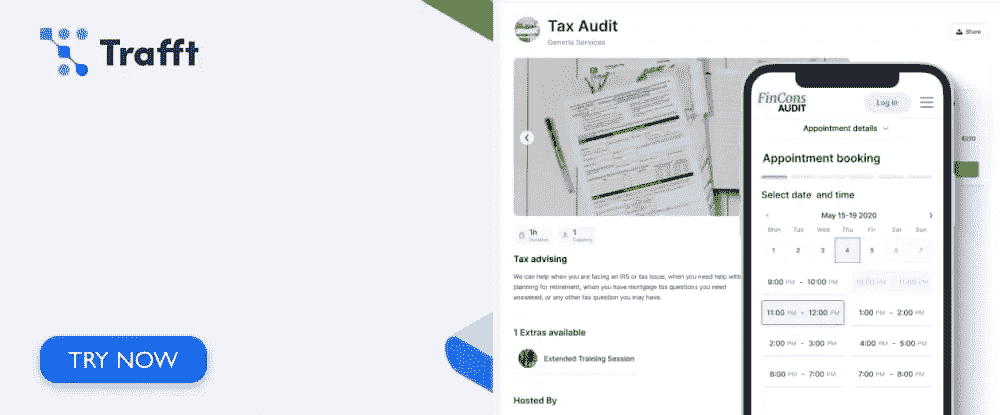 Trafft
TRY NOW
Tax Audit
Generis Services
Share
1h
1
Capacity
Tax advising
We can help when you are facing an IRS or tax issue, when you need help with
planning for retirement, when you have mortgage tax questions you need
answered, or any other tax question you may have.
1 Extras available
Extended Training Session
Hosted By
FinCons
AUDIT
Log in
Appointment details
Appointment booking
Select date and time
May 15-19 2020
Mon Tue Wed Thu Fri Sat Sun
1 2 3 4 5 6 7
9:00 PM - 10:00 PM
10:00 PM - 11:00 PM
11:00 PM - 12:00 PM
1:00 PM - 2:00 PM
2:00 PM - 3:00 PM
4:00 PM - 5:00 PM
6:00 PM - 7:00 PM
7:00 PM - 8:00 PM